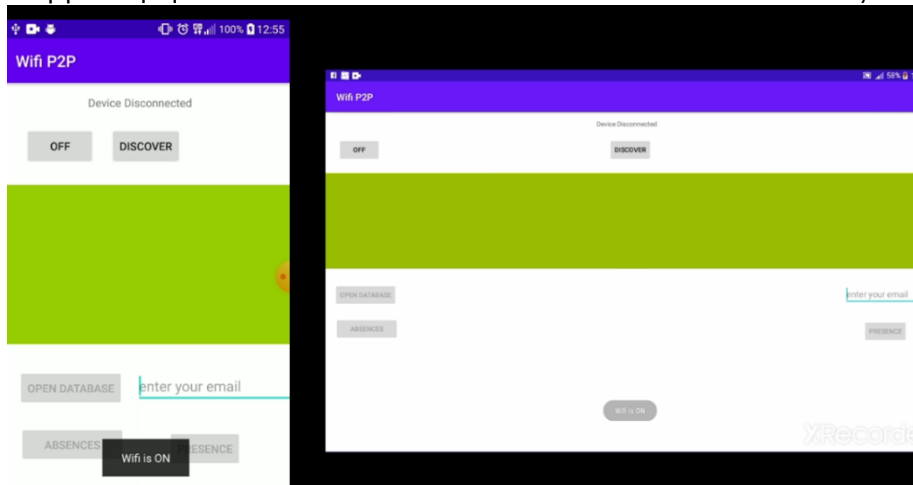 100% 12:55
Wifi P2P
Device Disconnected
OFF DISCOVER
OPEN DATABASE enter your email
ABSENCES PRESENCE
Wifi is ON
58%
Wifi P2P
Device Disconnected
OFF DISCOVER
OPEN DATABASE enter your email
ABSENCES PRESENCE
Wifi is ON
XRecorde